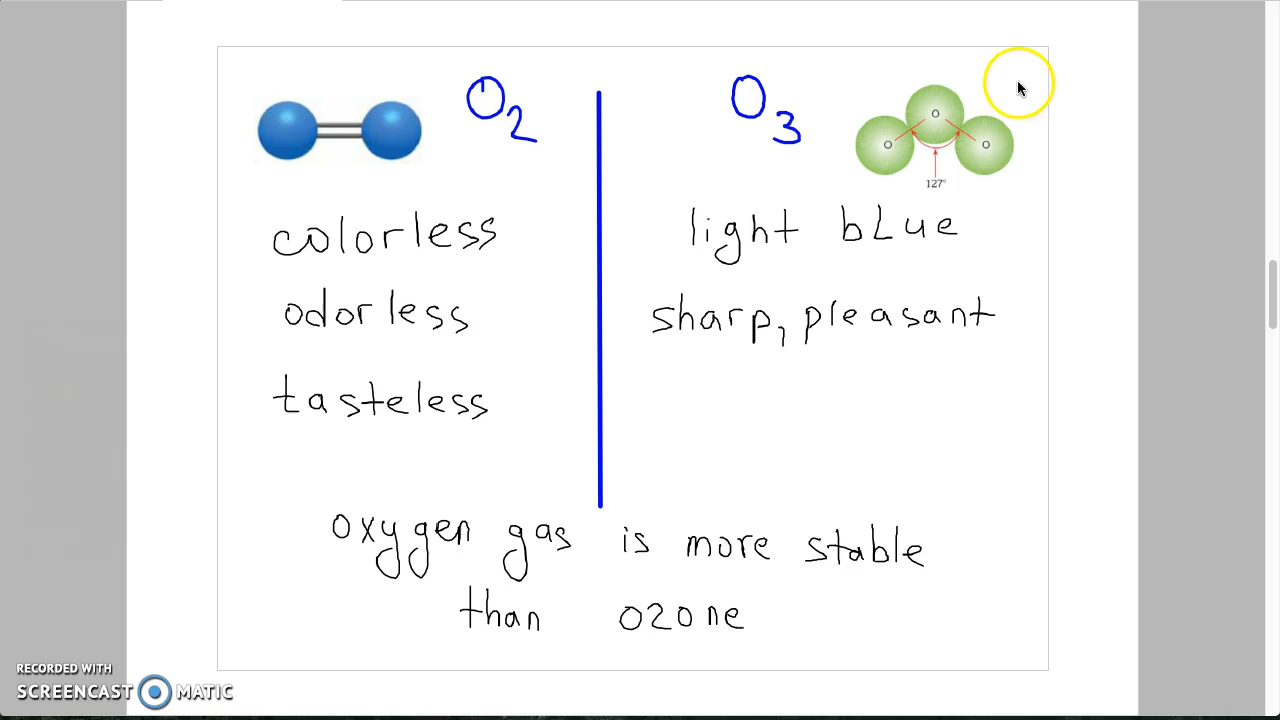 O2
O3
O
O
O
127°
colorless
light bLue
odorless
sharp, pleasant
tasteless
oxygen gas is more stable
than ozone
RECORDED WITH
SCREENCAST MATIC